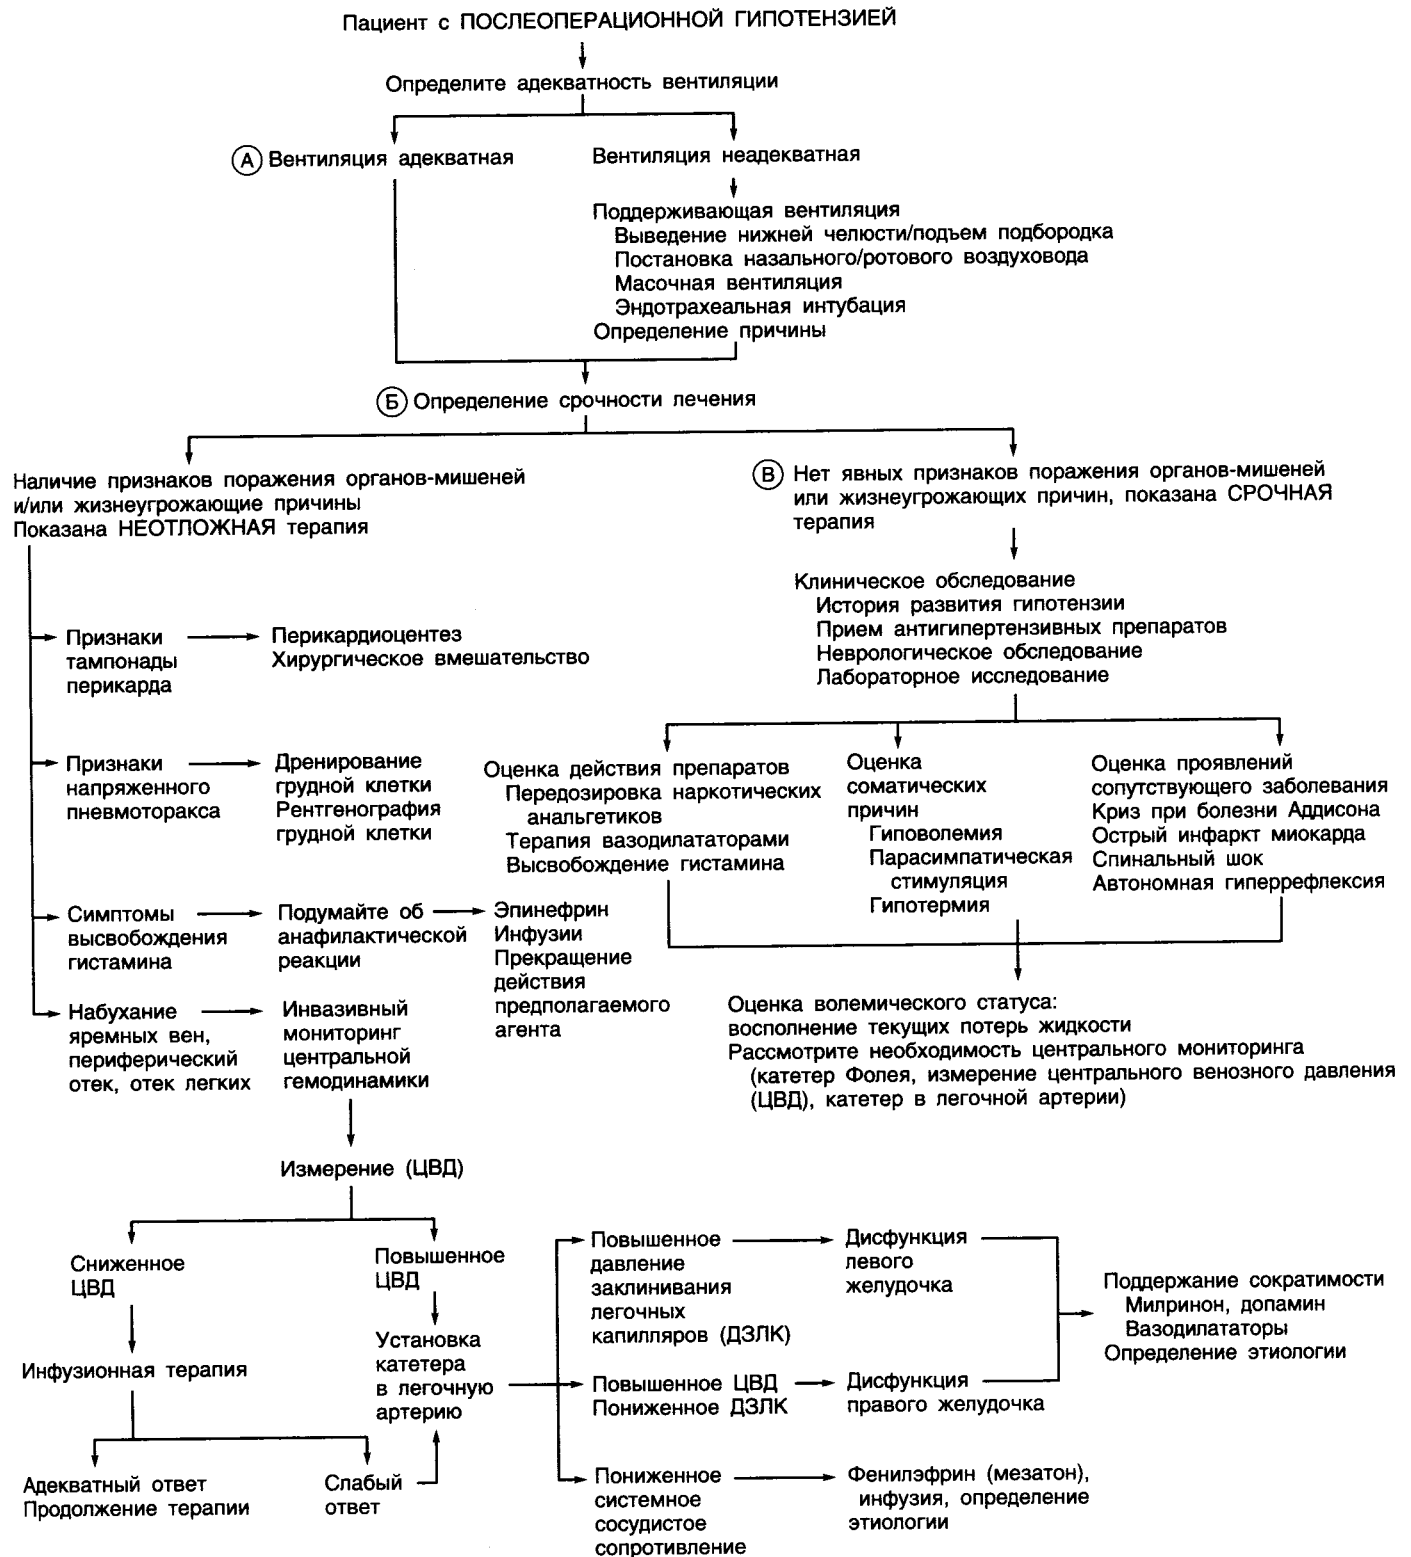 Пациент с ПОСЛЕОПЕРАЦИОННОЙ ГИПОТЕНЗИЕЙ
Определите адекватность вентиляции
А Вентиляция адекватная
Вентиляция неадекватная
Поддерживающая вентиляция
Выведение нижней челюсти/подъем подбородка
Постановка назального/ротового воздуховода
Масочная вентиляция
Эндотрахеальная интубация
Определение причины
Б Определение срочности лечения
Наличие признаков поражения органов-мишеней
и/или жизнеугрожающие причины
Показана НЕОТЛОЖНАЯ терапия
В Нет явных признаков поражения органов-мишеней
или жизнеугрожающих причин, показана СРОЧНАЯ
терапия
Клиническое обследование
История развития гипотензии
Прием антигипертензивных препаратов
Неврологическое обследование
Лабораторное исследование
Признаки
тампонады
перикарда
Перикардиоцентез
Хирургическое вмешательство
Признаки
напряженного
пневмоторакса
Дренирование
грудной клетки
Рентгенография
грудной клетки
Оценка действия препаратов
Передозировка наркотических
анальгетиков
Терапия вазодилататорами
Высвобождение гистамина
Оценка
соматических
причин
Гиповолемия
Парасимпатическая
стимуляция
Гипотермия
Оценка проявлений
сопутствующего заболевания
Криз при болезни Аддисона
Острый инфаркт миокарда
Спинальный шок
Автономная гиперрефлексия
Симптомы
высвобождения
гистамина
Подумайте об
анафилактической
реакции
Эпинефрин
Инфузии
Прекращение
действия
предполагаемого
агента
Набухание
яремных вен,
периферический
отек, отек легких
Инвазивный
мониторинг
центральной
гемодинамики
Оценка волемического статуса:
восполнение текущих потерь жидкости
Рассмотрите необходимость центрального мониторинга
(катетер Фолея, измерение центрального венозного давления
(ЦВД), катетер в легочной артерии)
Измерение (ЦВД)
Сниженное
ЦВД
Повышенное
ЦВД
Инфузионная терапия
Установка
катетера
в легочную
артерию
Адекватный ответ
Продолжение терапии
Слабый
ответ
Повышенное
давление
заклинивания
легочных
капилляров (ДЗЛК)
Дисфункция
левого
желудочка
Повышенное ЦВД
Пониженное ДЗЛК
Дисфункция
правого желудочка
Поддержание сократимости
Милринон, допамин
Вазодилататоры
Определение этиологии
Пониженное
системное
сосудистое
сопротивление
Фенилэфрин (мезатон),
инфузия, определение
этиологии